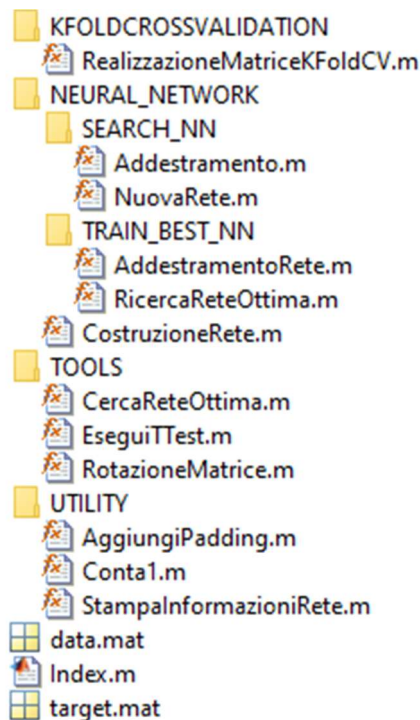 KFOLDCROSSVALIDATION
RealizzazioneMatriceKFoldCV.m
NEURAL_NETWORK
SEARCH_NN
Addestramento.m
NuovaRete.m
TRAIN_BEST_NN
AddestramentoRete.m
RicercaReteOttima.m
CostruzioneRete.m
TOOLS
CercaReteOttima.m
EseguiTTest.m
RotazioneMatrice.m
UTILITY
AggiungiPadding.m
Conta1.m
StampaInformazioniRete.m
data.mat
Index.m
target.mat